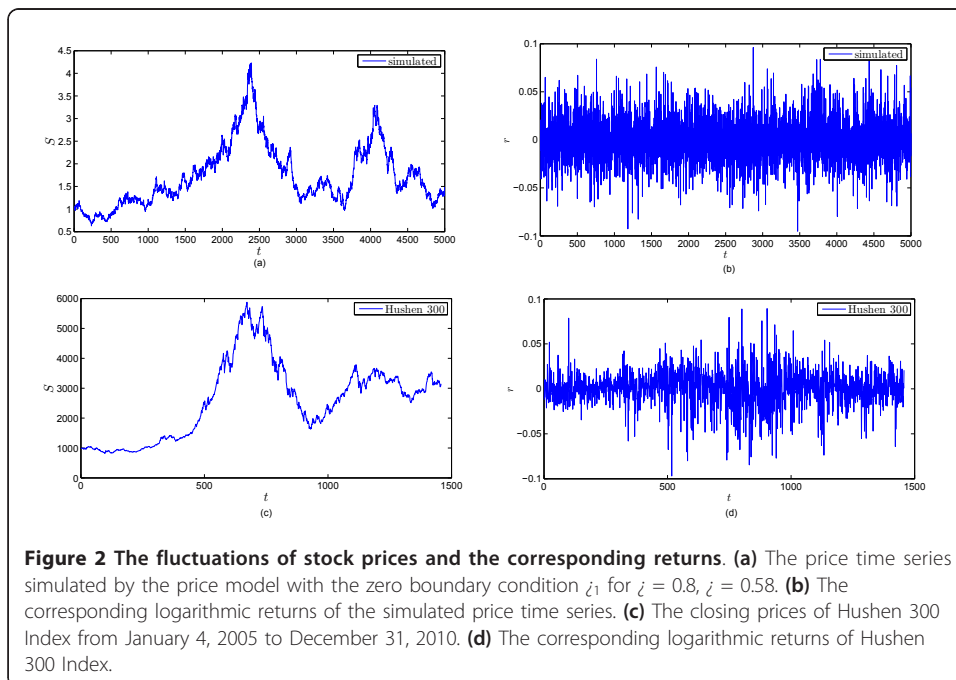 4.5
4
3.5
3
2.5
2
1.5
1
0.5
0 500 1000 1500 2000 2500 3000 3500 4000 4500 5000
S
t
simulated
(a)
0.1
0.05
0
−0.05
−0.1
0 500 1000 1500 2000 2500 3000 3500 4000 4500 5000
r
t
simulated
(b)
6000
5000
4000
3000
2000
1000
0
0 500 1000 1500
S
t
Hushen 300
(c)
0.1
0.05
0
−0.05
−0.1
0 500 1000 1500
r
t
Hushen 300
(d)
Figure 2 The fluctuations of stock prices and the corresponding returns. (a) The price time series
simulated by the price model with the zero boundary condition ¿1 for ¿ = 0.8, ¿ = 0.58. (b) The
corresponding logarithmic returns of the simulated price time series. (c) The closing prices of Hushen 300
Index from January 4, 2005 to December 31, 2010. (d) The corresponding logarithmic returns of Hushen
300 Index.